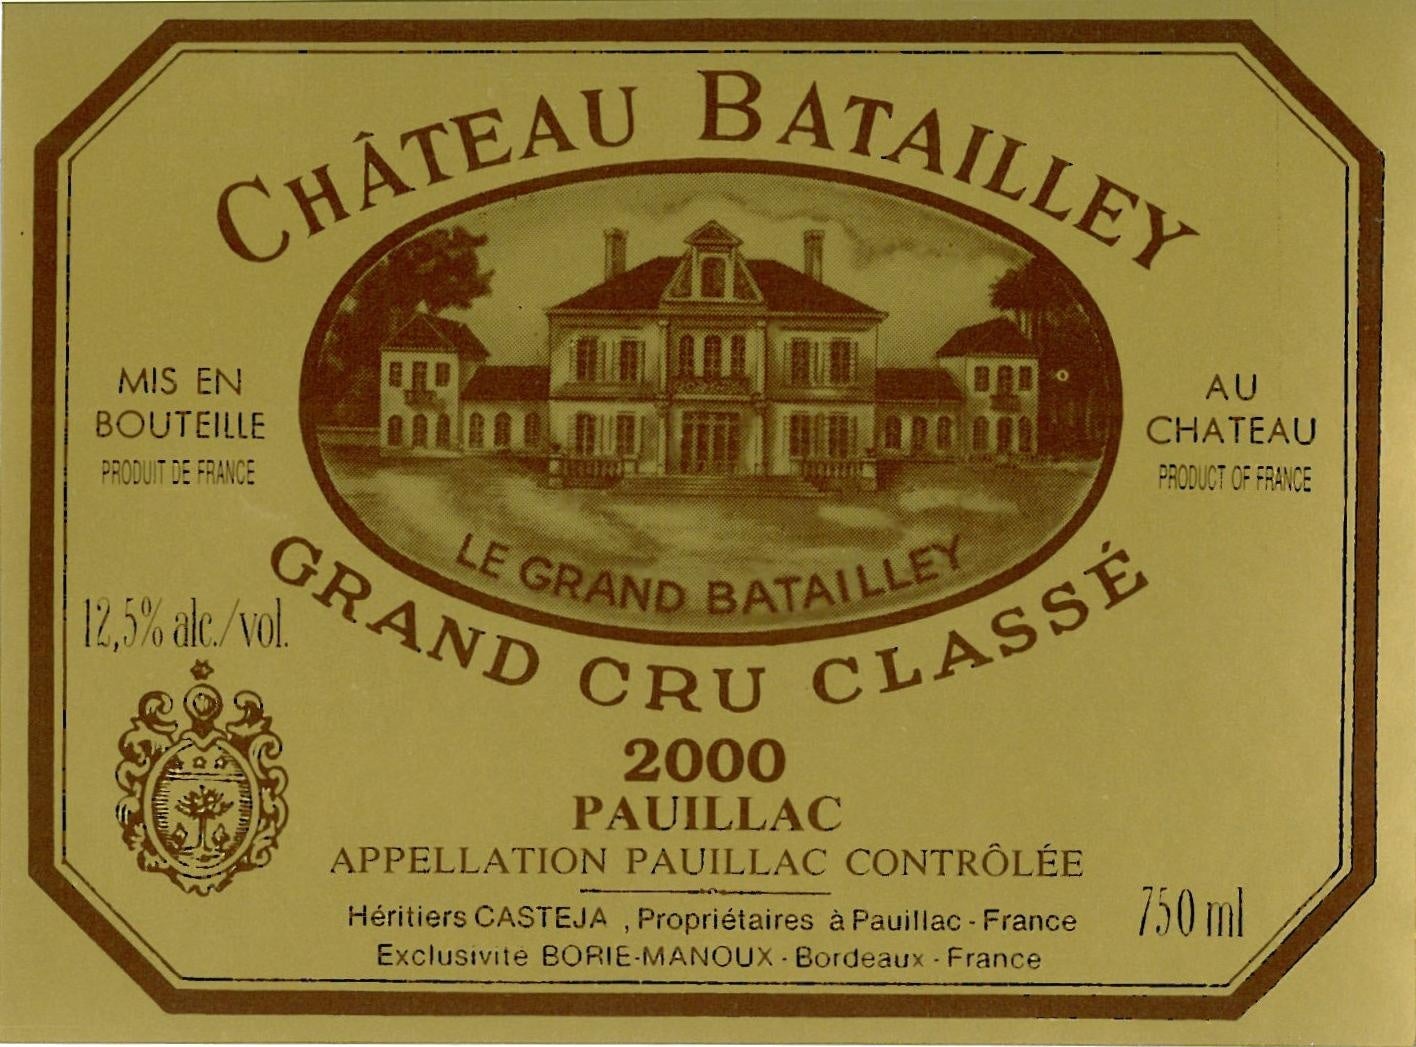 CHÂTEAU BATAILLEY
MIS EN
BOUTEILLE
PRODUIT DE FRANCE
AU
CHATEAU
PRODUCT OF FRANCE
LE GRAND BATAILLEY
GRAND CRU CLASSÉ
12,5% alc./vol.
2000
PAUILLAC
APPELLATION PAUILLAC CONTRÔLÉE
Héritiers CASTEJA , Propriétaires à Pauillac - France
Exclusivité BORIE-MANOUX - Bordeaux - France
750 ml